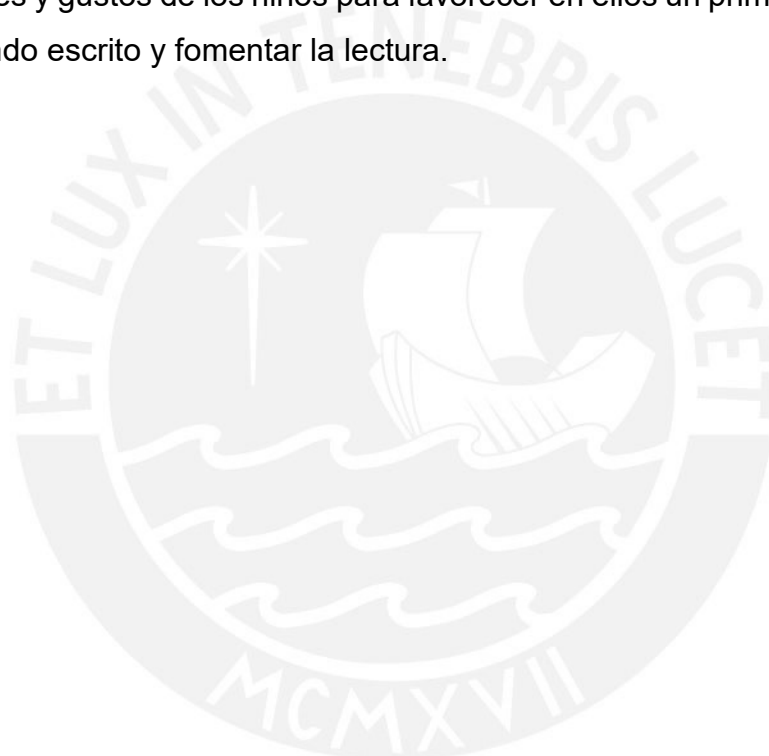 es y gustos de los niños para favorecer en ellos un prim
do escrito y fomentar la lectura.
ET LUX IN TENEBRIS LUCET
MCMXVII